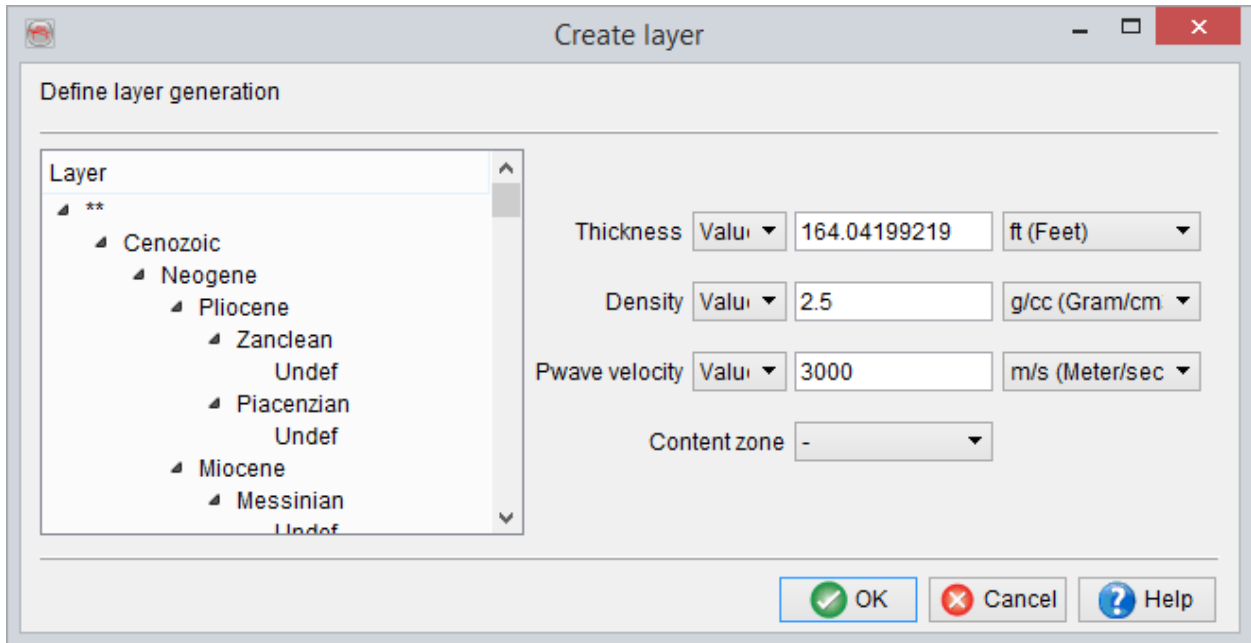 Create layer
Define layer generation
Layer
**
Cenozoic
Neogene
Pliocene
Zanclean
Undef
Piacenzian
Undef
Miocene
Messinian
Undef
Thickness Valu 164.04199219 ft (Feet)
Density Valu 2.5 g/cc (Gram/cm
Pwave velocity Valu 3000 m/s (Meter/sec
Content zone -
OK Cancel Help